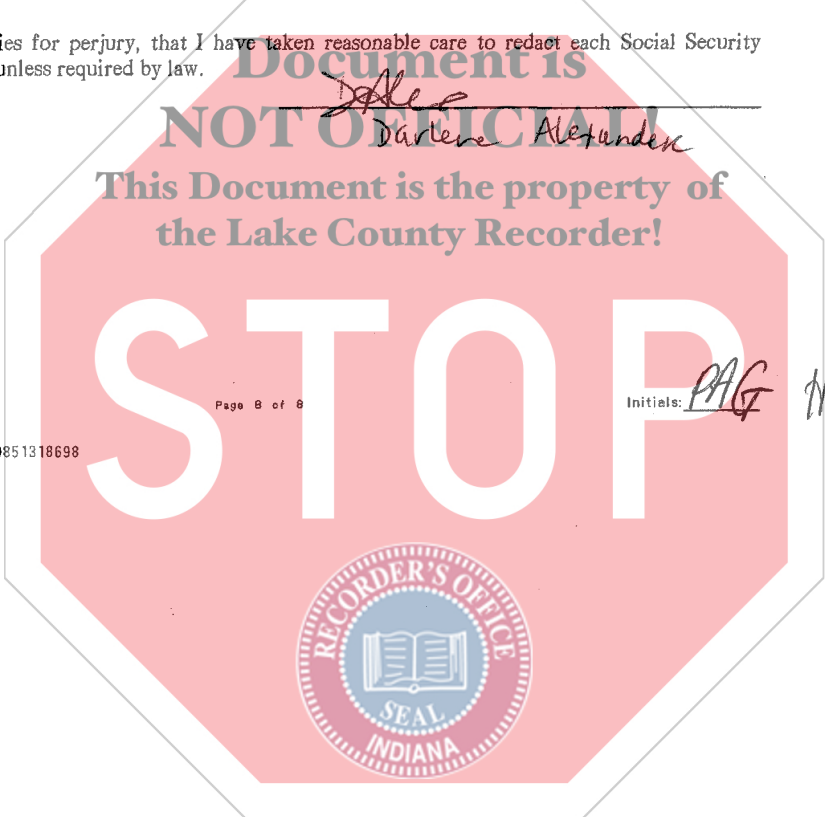 ies for perjury, that I have taken reasonable care to redact each Social Security
unless required by law.
Document is
NOT OFFICIAL!
Darlene Alexander
This Document is the property of
the Lake County Recorder!
STOP
Page 8 of 8
Initials: PAG
0851318698
RECORDER'S OFFICE
SEAL
INDIANA